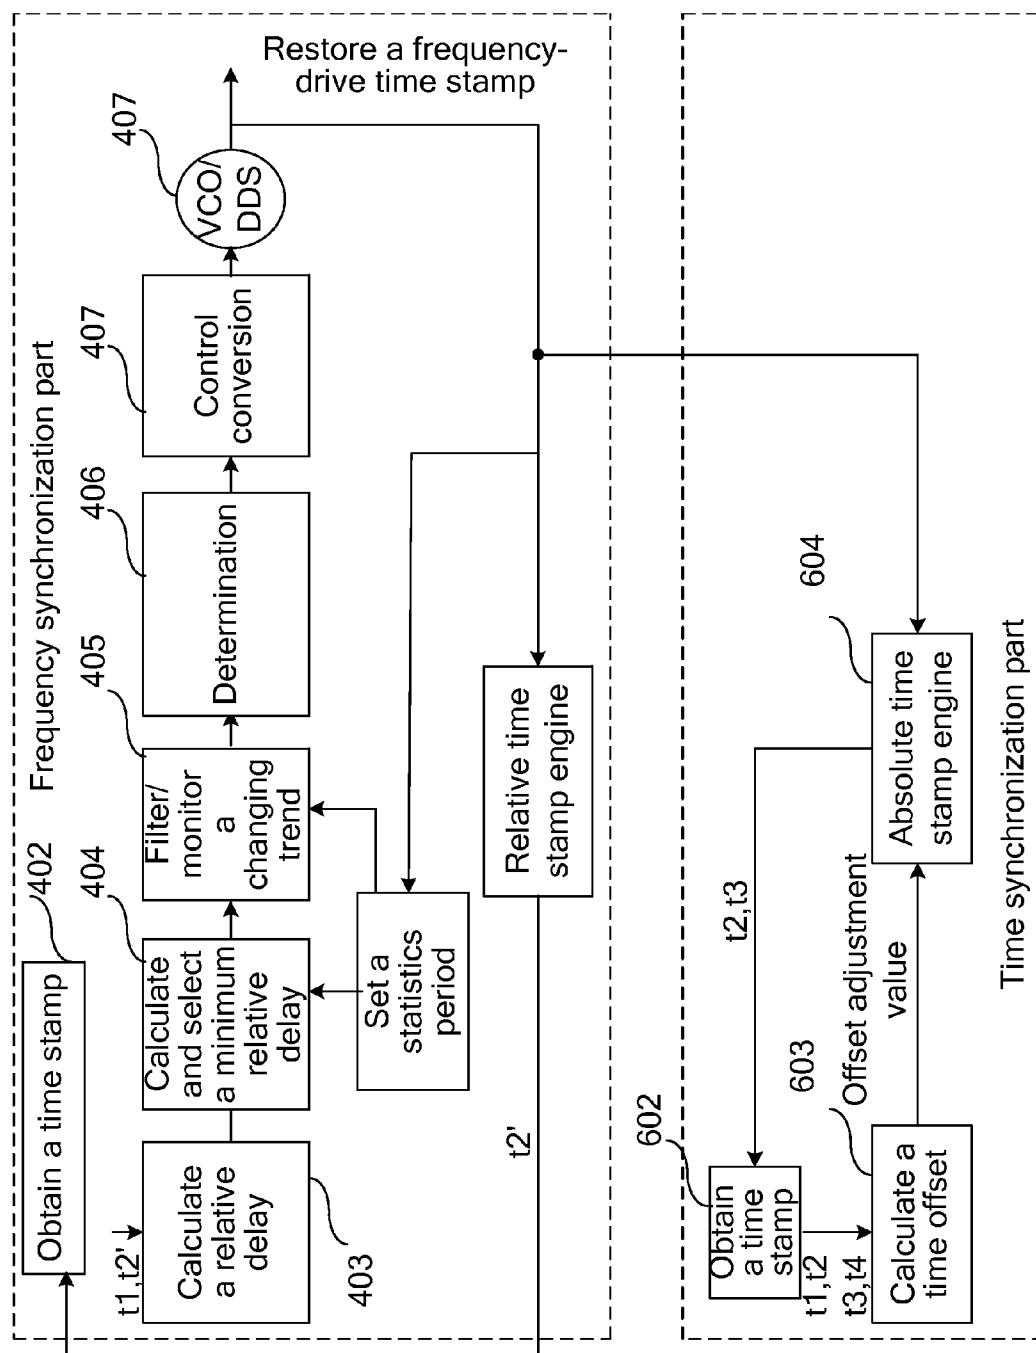 Restore a frequency-
drive time stamp
407
VCO/
DDS
407
Control
conversion
Frequency synchronization part
406
Determination
405
Filter/
monitor
a
changing
trend
402
Obtain a time stamp
404
Calculate
and select
a minimum
relative
delay
Set a
statistics
period
t1,t2'
Calculate
a relative
delay
403
Relative time
stamp engine
t2'
602
Obtain
a time
stamp
t2,t3
t1,t2
t3,t4
603
Calculate a
time offset
Offset adjustment
value
604
Absolute time
stamp engine
Time synchronization part